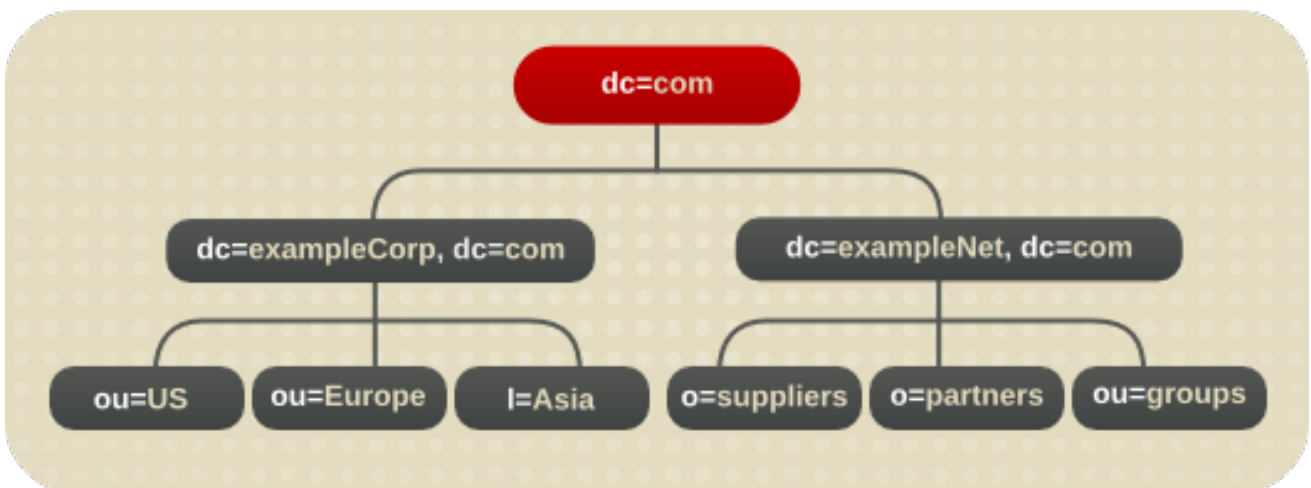 dc=com
dc=exampleCorp, dc=com
dc=exampleNet, dc=com
ou=US
ou=Europe
l=Asia
o=suppliers
o=partners
ou=groups